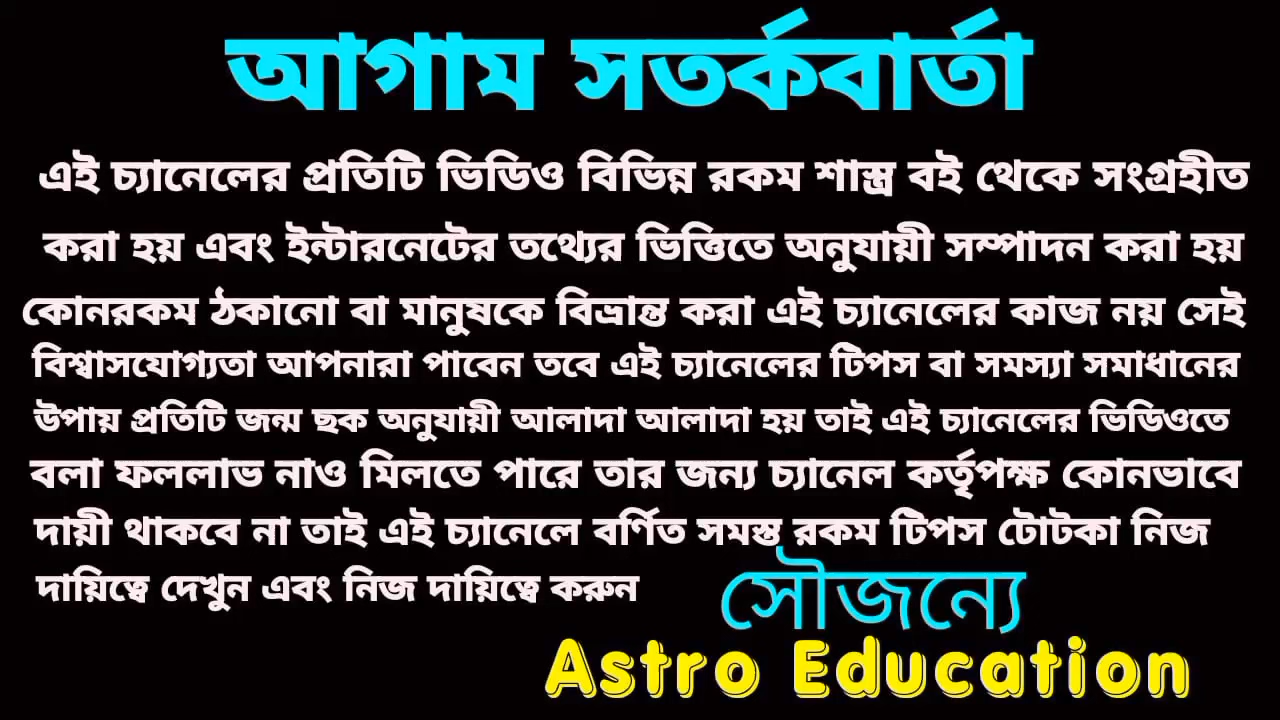 আগাম সতর্কবার্তা
এই চ্যানেলের প্রতিটি ভিডিও বিভিন্ন রকম শাস্ত্র বই থেকে সংগ্রহীত
করা হয় এবং ইন্টারনেটের তথ্যের ভিত্তিতে অনুযায়ী সম্পাদন করা হয়
কোনরকম ঠকানো বা মানুষকে বিভ্রান্ত করা এই চ্যানেলের কাজ নয় সেই
বিশ্বাসযোগ্যতা আপনারা পাবেন তবে এই চ্যানেলের টিপস বা সমস্যা সমাধানের
উপায় প্রতিটি জন্ম ছক অনুযায়ী আলাদা আলাদা হয় তাই এই চ্যানেলের ভিডিওতে
বলা ফললাভ নাও মিলতে পারে তার জন্য চ্যানেল কর্তৃপক্ষ কোনভাবে
দায়ী থাকবে না তাই এই চ্যানেলে বর্ণিত সমস্ত রকম টিপস টোটকা নিজ
দায়িত্বে দেখুন এবং নিজ দায়িত্বে করুন
সৌজন্যে
Astro Education